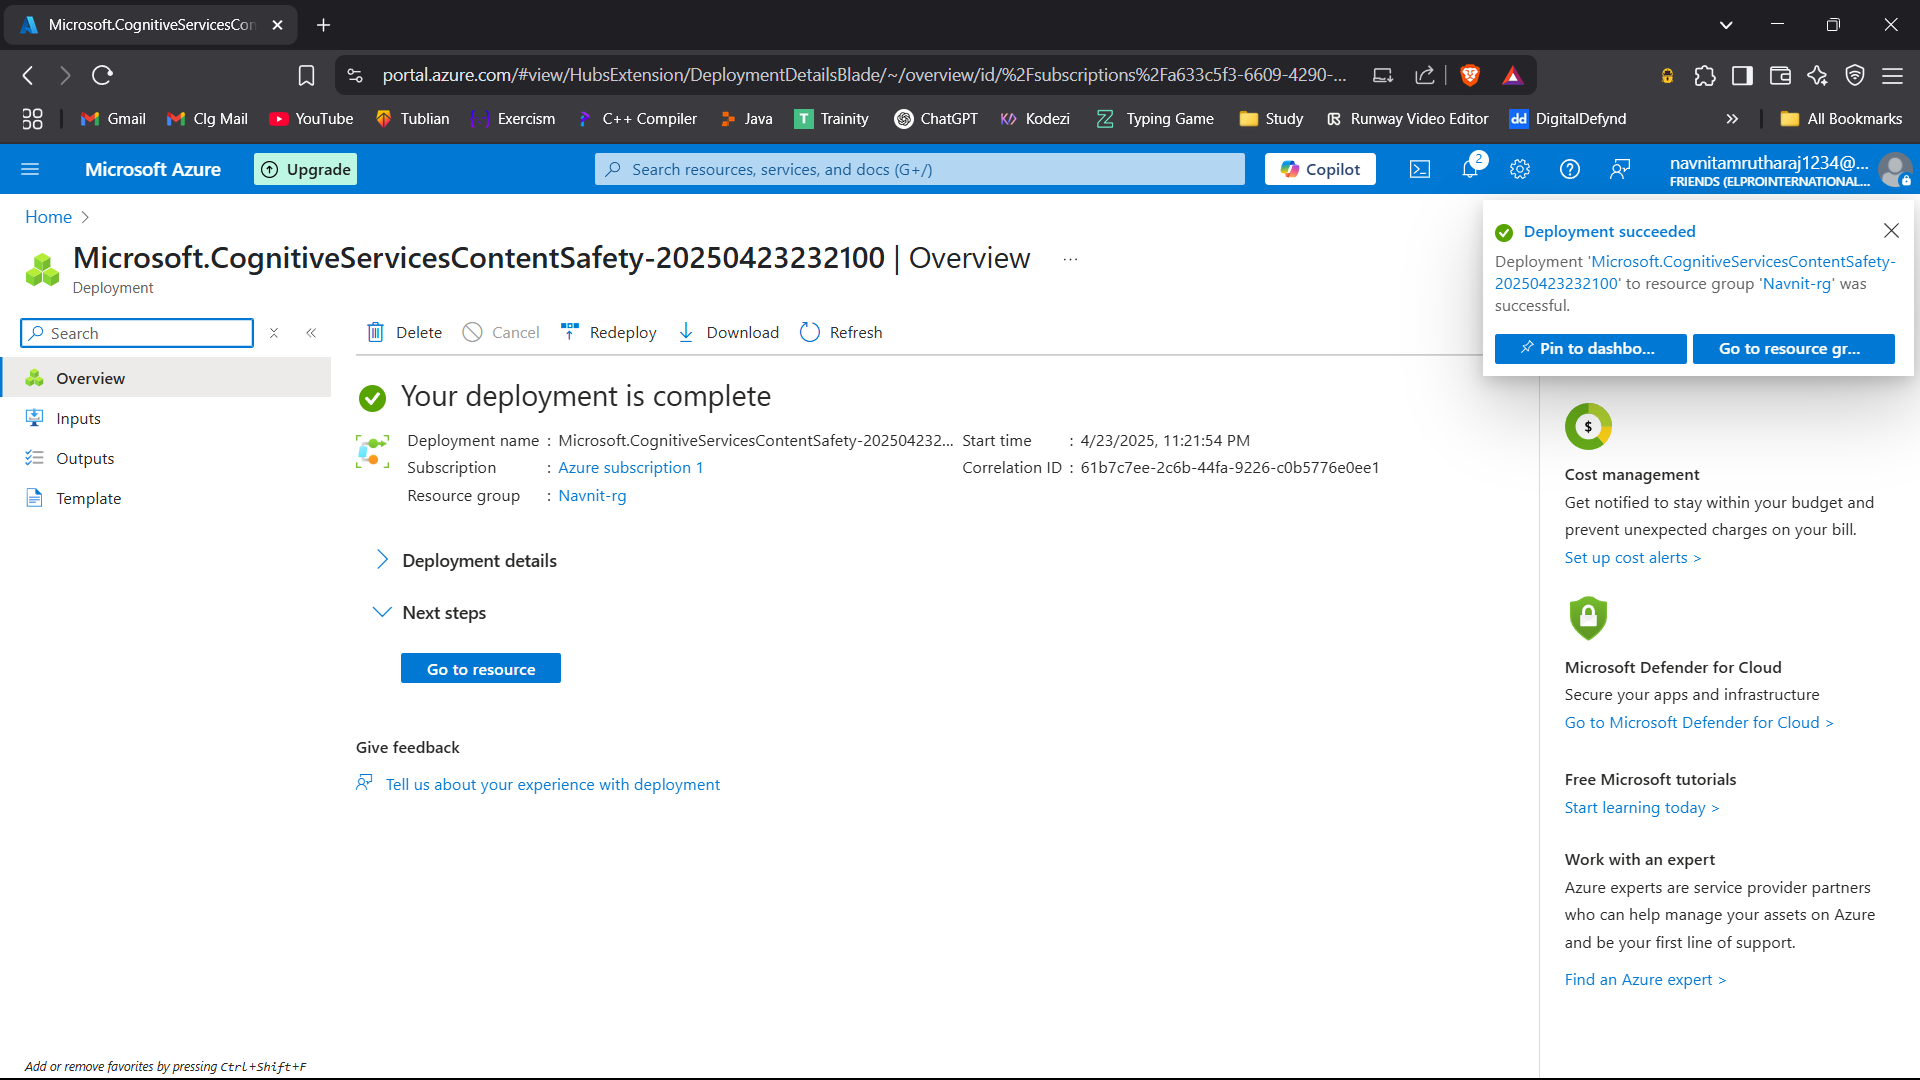 Microsoft.CognitiveServicesCon
portal.azure.com/#view/HubsExtension/DeploymentDetailsBlade/~/overview/id/%2Fsubscriptions%2Fa633c5f3-6609-4290-...
Gmail Clg Mail YouTube Tublian Exercism C++ Compiler Java Trainity ChatGPT Kodezi Typing Game Study Runway Video Editor DigitalDefynd » All Bookmarks
Microsoft Azure Upgrade Search resources, services, and docs (G+/) Copilot 2 navnitamrutharaj1234@...
FRIENDS (ELPROINTERNATIONAL...
Home >
Microsoft.CognitiveServicesContentSafety-20250423232100 | Overview ...
Deployment
Search
Overview
Inputs
Outputs
Template
Delete Cancel Redeploy Download Refresh
Your deployment is complete
Deployment name : Microsoft.CognitiveServicesContentSafety-202504232... Start time : 4/23/2025, 11:21:54 PM
Subscription : Azure subscription 1 Correlation ID : 61b7c7ee-2c6b-44fa-9226-c0b5776e0ee1
Resource group : Navnit-rg
Deployment details
Next steps
Go to resource
Give feedback
Tell us about your experience with deployment
Deployment succeeded
Deployment 'Microsoft.CognitiveServicesContentSafety-
20250423232100' to resource group 'Navnit-rg' was
successful.
Pin to dashbo... Go to resource gr...
$
Cost management
Get notified to stay within your budget and
prevent unexpected charges on your bill.
Set up cost alerts >
Microsoft Defender for Cloud
Secure your apps and infrastructure
Go to Microsoft Defender for Cloud >
Free Microsoft tutorials
Start learning today >
Work with an expert
Azure experts are service provider partners
who can help manage your assets on Azure
and be your first line of support.
Find an Azure expert >
Add or remove favorites by pressing Ctrl+Shift+F